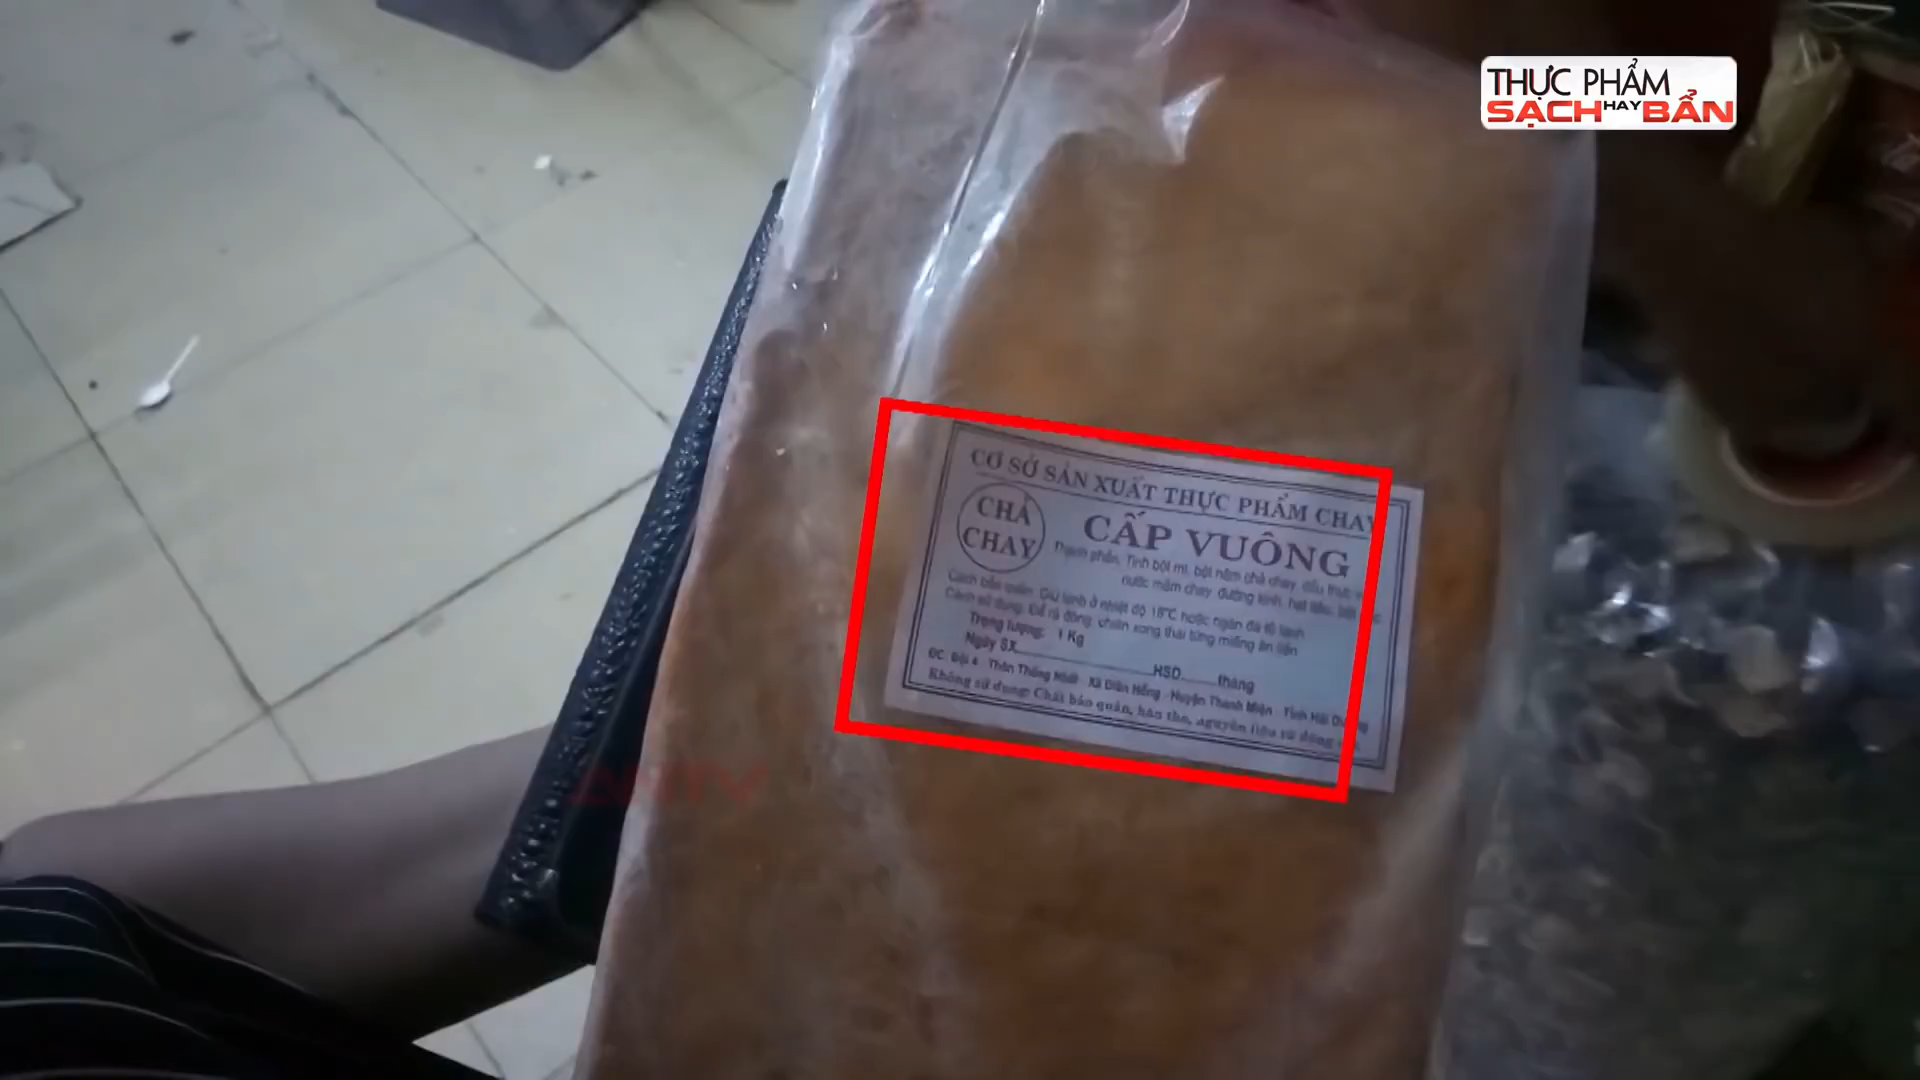 THỰC PHẨM
SẠCH HAY BẨN
CƠ SỞ SẢN XUẤT THỰC PHẨM CHAY
CHẢ
CHAY
CẤP VUÔNG
Thành phần: Tinh bột mì, bột năm chả chay, dầu thực
nước mắm chay, đường kính, hạt tiêu, bột
Cách bảo quản: Giữ lạnh ở nhiệt độ 18°C hoặc ngăn đá tủ lạnh
Cách sử dụng: Để rã đông, chiên xong thái từng miếng ăn liền
Trọng lượng: 1 Kg
Ngày SX HSD tháng
ĐC: Đội 4 - Thôn Thống Nhất - Xã Diên Hồng - Huyện Thanh Miện - Tỉnh Hải Dương
Không sử dụng: Chất bảo quản, hàn the, nguyên liệu từ động vật.
ANTV